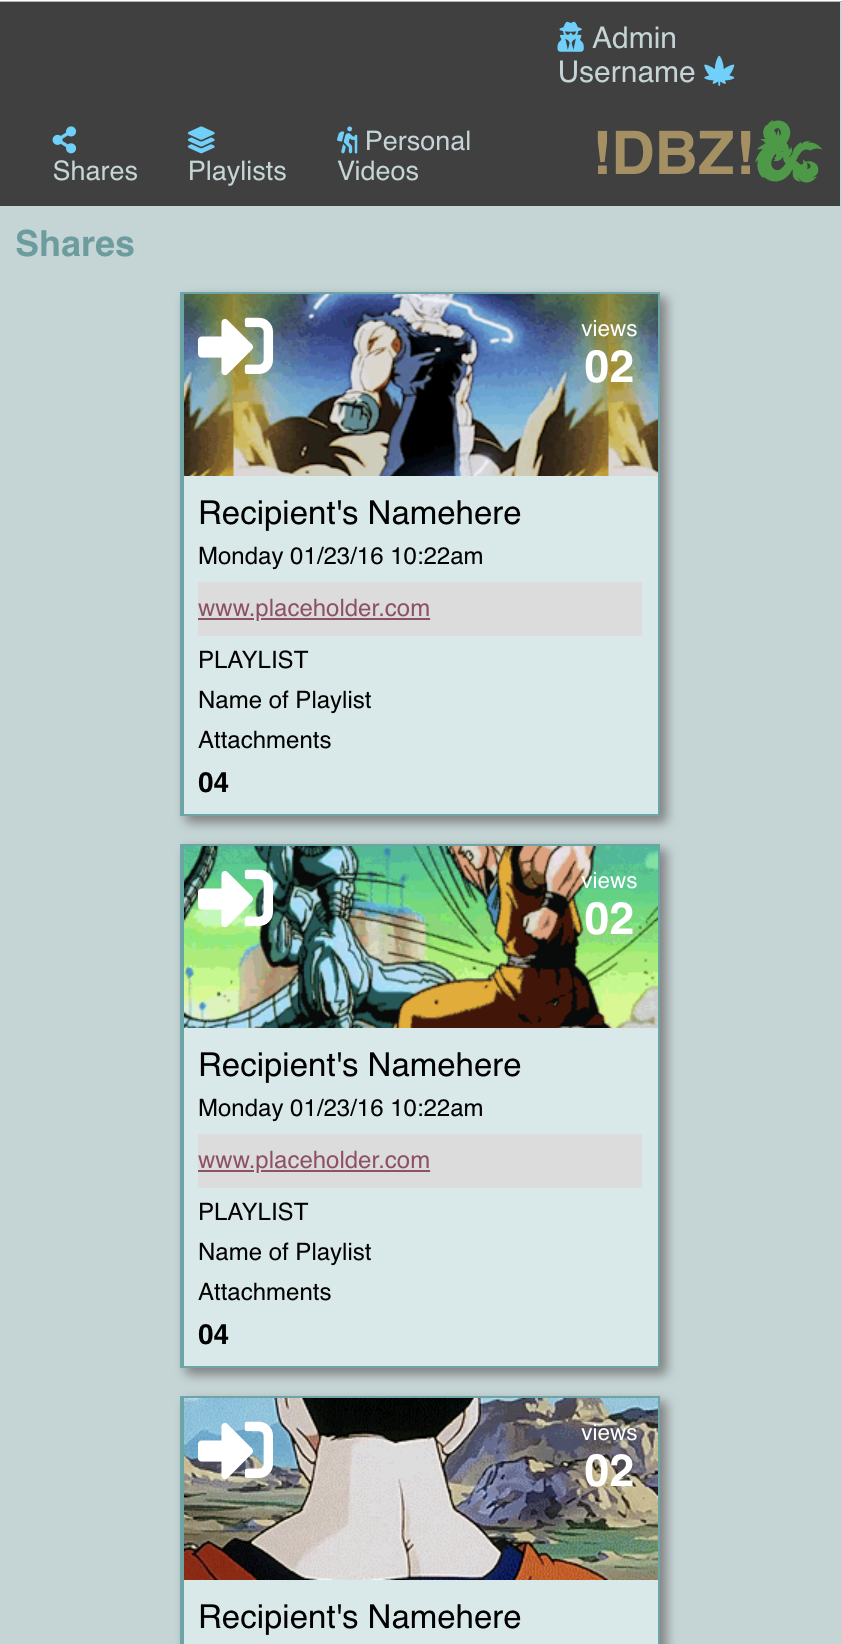 Admin
Username
Shares
Playlists
Personal
Videos
!DBZ!&
Shares
views
02
Recipient's Namehere
Monday 01/23/16 10:22am
www.placeholder.com
PLAYLIST
Name of Playlist
Attachments
04
views
02
Recipient's Namehere
Monday 01/23/16 10:22am
www.placeholder.com
PLAYLIST
Name of Playlist
Attachments
04
views
02
Recipient's Namehere